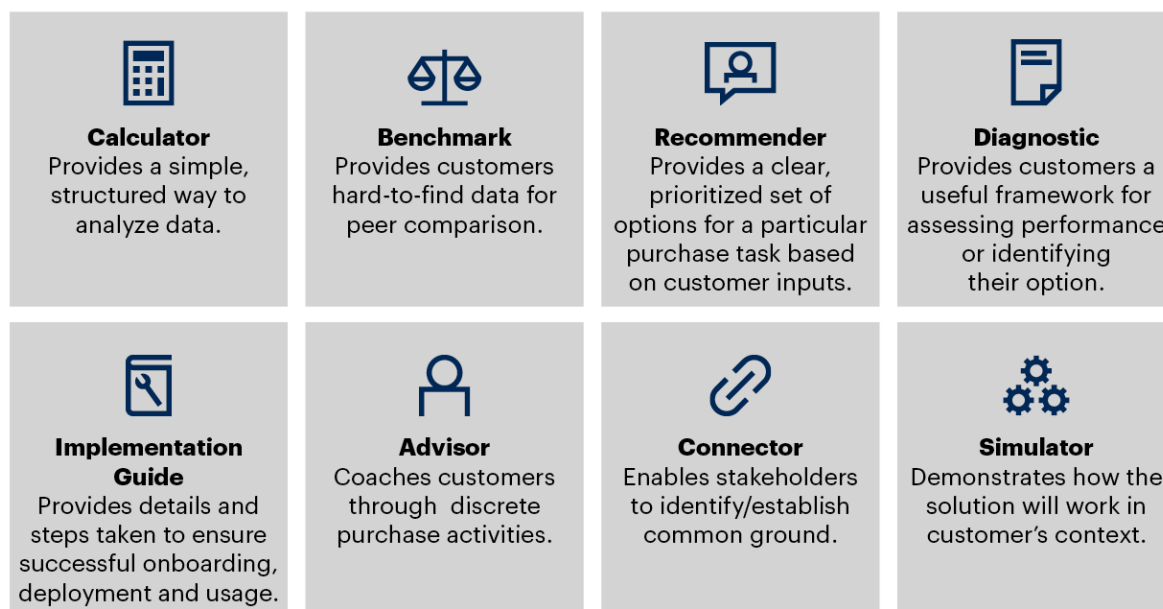 Calculator
Provides a simple,
structured way to
analyze data.
Benchmark
Provides customers
hard-to-find data for
peer comparison.
Recommender
Provides a clear,
prioritized set of
options for a particular
purchase task based
on customer inputs.
Diagnostic
Provides customers a
useful framework for
assessing performance
or identifying
their option.
Implementation
Guide
Provides details and
steps taken to ensure
successful onboarding,
deployment and usage.
Advisor
Coaches customers
through discrete
purchase activities.
Connector
Enables stakeholders
to identify/establish
common ground.
Simulator
Demonstrates how the
solution will work in
customer’s context.